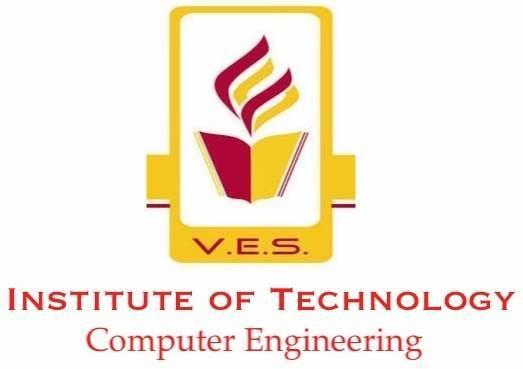 V.E.S.
Institute of Technology
Computer Engineering